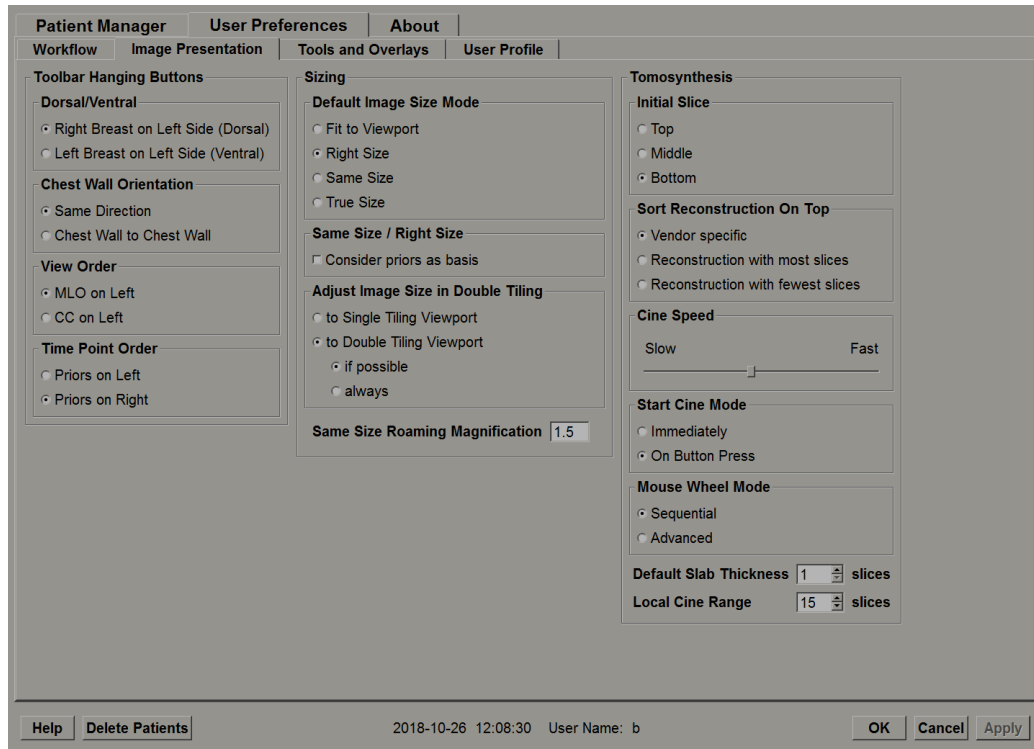 Patient Manager User Preferences About
Workflow Image Presentation Tools and Overlays User Profile
Toolbar Hanging Buttons
Dorsal/Ventral
Right Breast on Left Side (Dorsal)
Left Breast on Left Side (Ventral)
Chest Wall Orientation
Same Direction
Chest Wall to Chest Wall
View Order
MLO on Left
CC on Left
Time Point Order
Priors on Left
Priors on Right
Sizing
Default Image Size Mode
Fit to Viewport
Right Size
Same Size
True Size
Same Size / Right Size
Consider priors as basis
Adjust Image Size in Double Tiling
to Single Tiling Viewport
to Double Tiling Viewport
if possible
always
Same Size Roaming Magnification 1.5
Tomosynthesis
Initial Slice
Top
Middle
Bottom
Sort Reconstruction On Top
Vendor specific
Reconstruction with most slices
Reconstruction with fewest slices
Cine Speed
Slow Fast
Start Cine Mode
Immediately
On Button Press
Mouse Wheel Mode
Sequential
Advanced
Default Slab Thickness 1 slices
Local Cine Range 15 slices
Help Delete Patients 2018-10-26 12:08:30 User Name: b OK Cancel Apply